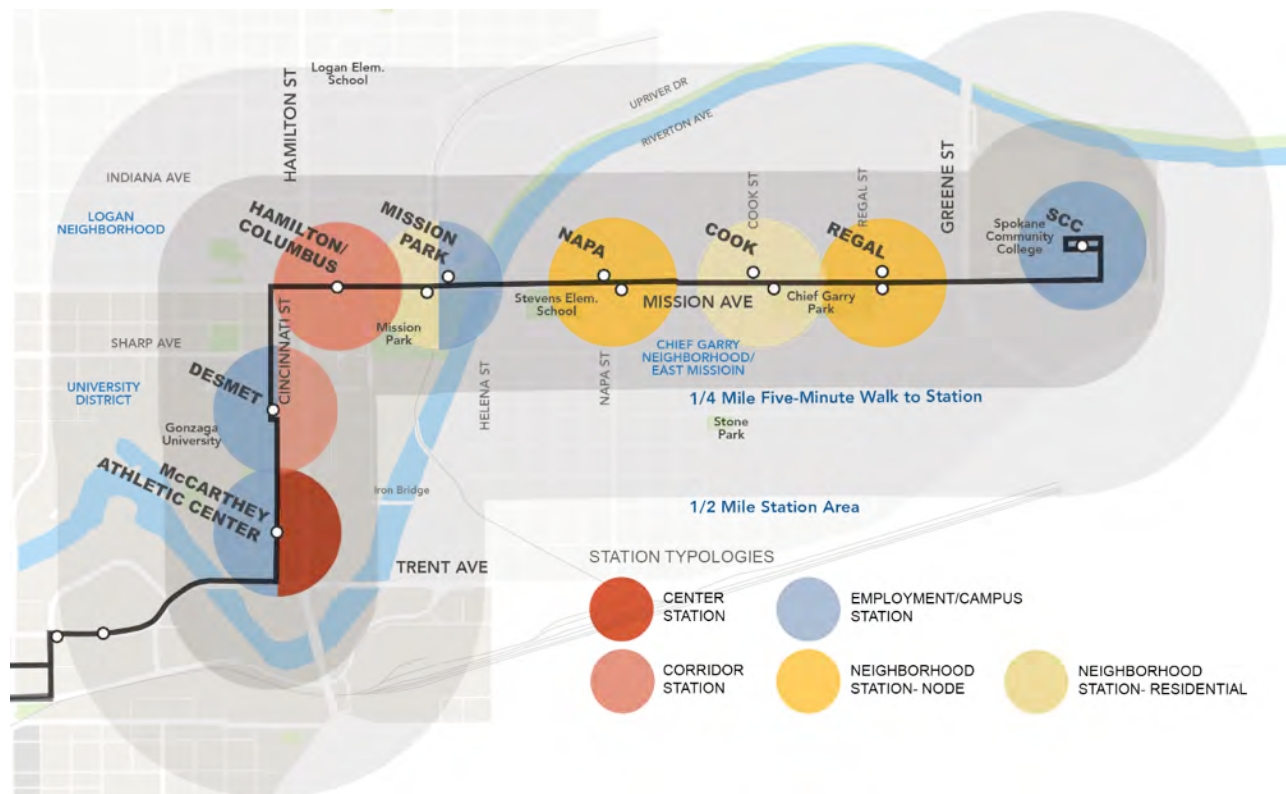 Logan Elem.
School
HAMILTON ST
UPRIVER DR
RIVERTON AVE
INDIANA AVE
LOGAN
NEIGHBORHOOD
HAMILTON/
COLUMBUS
MISSION
PARK
NAPA
COOK
COOK ST
REGAL
REGAL ST
GREENE ST
SCC
Spokane
Community
College
Stevens Elem.
School
MISSION AVE
Chief Garry
Park
Mission
Park
SHARP AVE
CINCINNATI ST
CHIEF GARRY
NEIGHBORHOOD/
EAST MISSIOIN
UNIVERSITY
DISTRICT
DESMET
HELENA ST
NAPA ST
1/4 Mile Five-Minute Walk to Station
Gonzaga
University
Stone
Park
McCARTHEY
ATHLETIC CENTER
Iron Bridge
1/2 Mile Station Area
TRENT AVE
STATION TYPOLOGIES
CENTER
STATION
EMPLOYMENT/CAMPUS
STATION
CORRIDOR
STATION
NEIGHBORHOOD
STATION- NODE
NEIGHBORHOOD
STATION- RESIDENTIAL